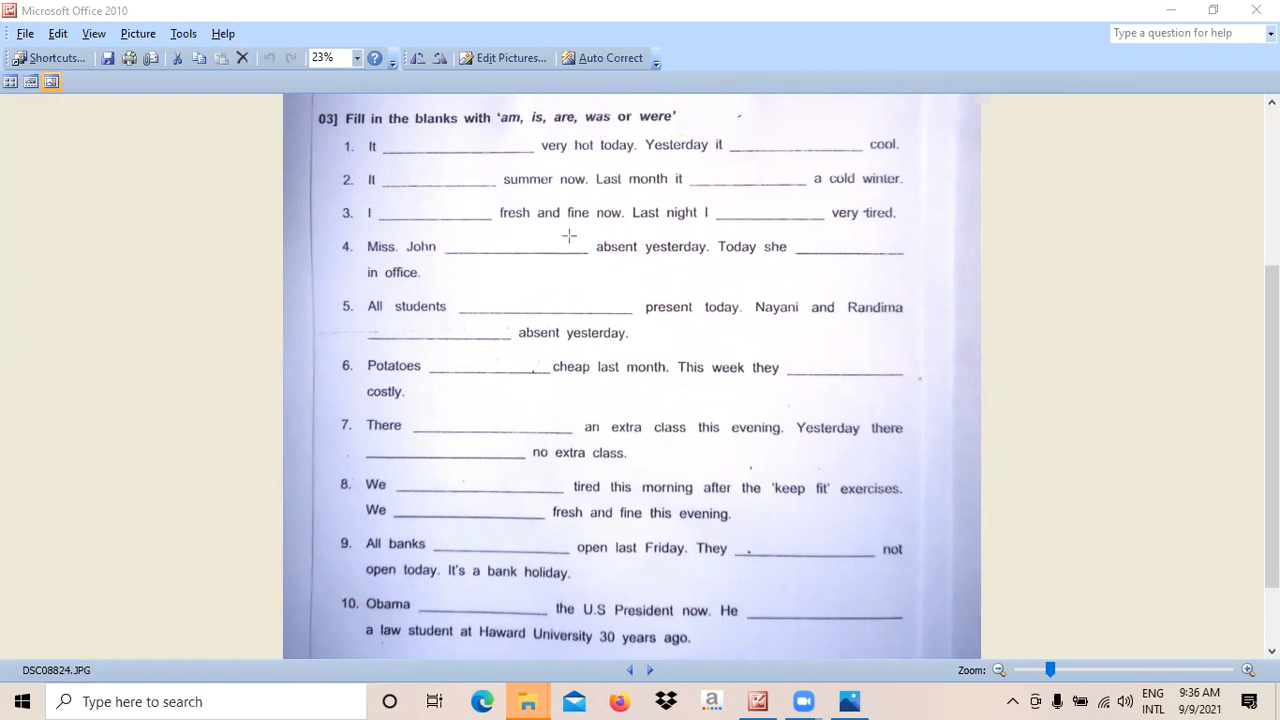 Microsoft Office 2010
File Edit View Picture Tools Help
Type a question for help
Shortcuts... 23% Edit Pictures... Auto Correct
03] Fill in the blanks with 'am, is, are, was or were'
1. It ____________ very hot today. Yesterday it ____________ cool.
2. It ____________ summer now. Last month it ____________ a cold winter.
3. I ____________ fresh and fine now. Last night I ____________ very tired.
4. Miss. John ____________ absent yesterday. Today she ____________
in office.
5. All students ____________ present today. Nayani and Randima
____________ absent yesterday.
6. Potatoes ____________ cheap last month. This week they ____________
costly.
7. There ____________ an extra class this evening. Yesterday there
____________ no extra class.
8. We ____________ tired this morning after the 'keep fit' exercises.
We ____________ fresh and fine this evening.
9. All banks ____________ open last Friday. They ____________ not
open today. It's a bank holiday.
10. Obama ____________ the U.S President now. He ____________
a law student at Haward University 30 years ago.
DSC08824.JPG Zoom:
Type here to search
a
ENG 9:36 AM
INTL 9/9/2021